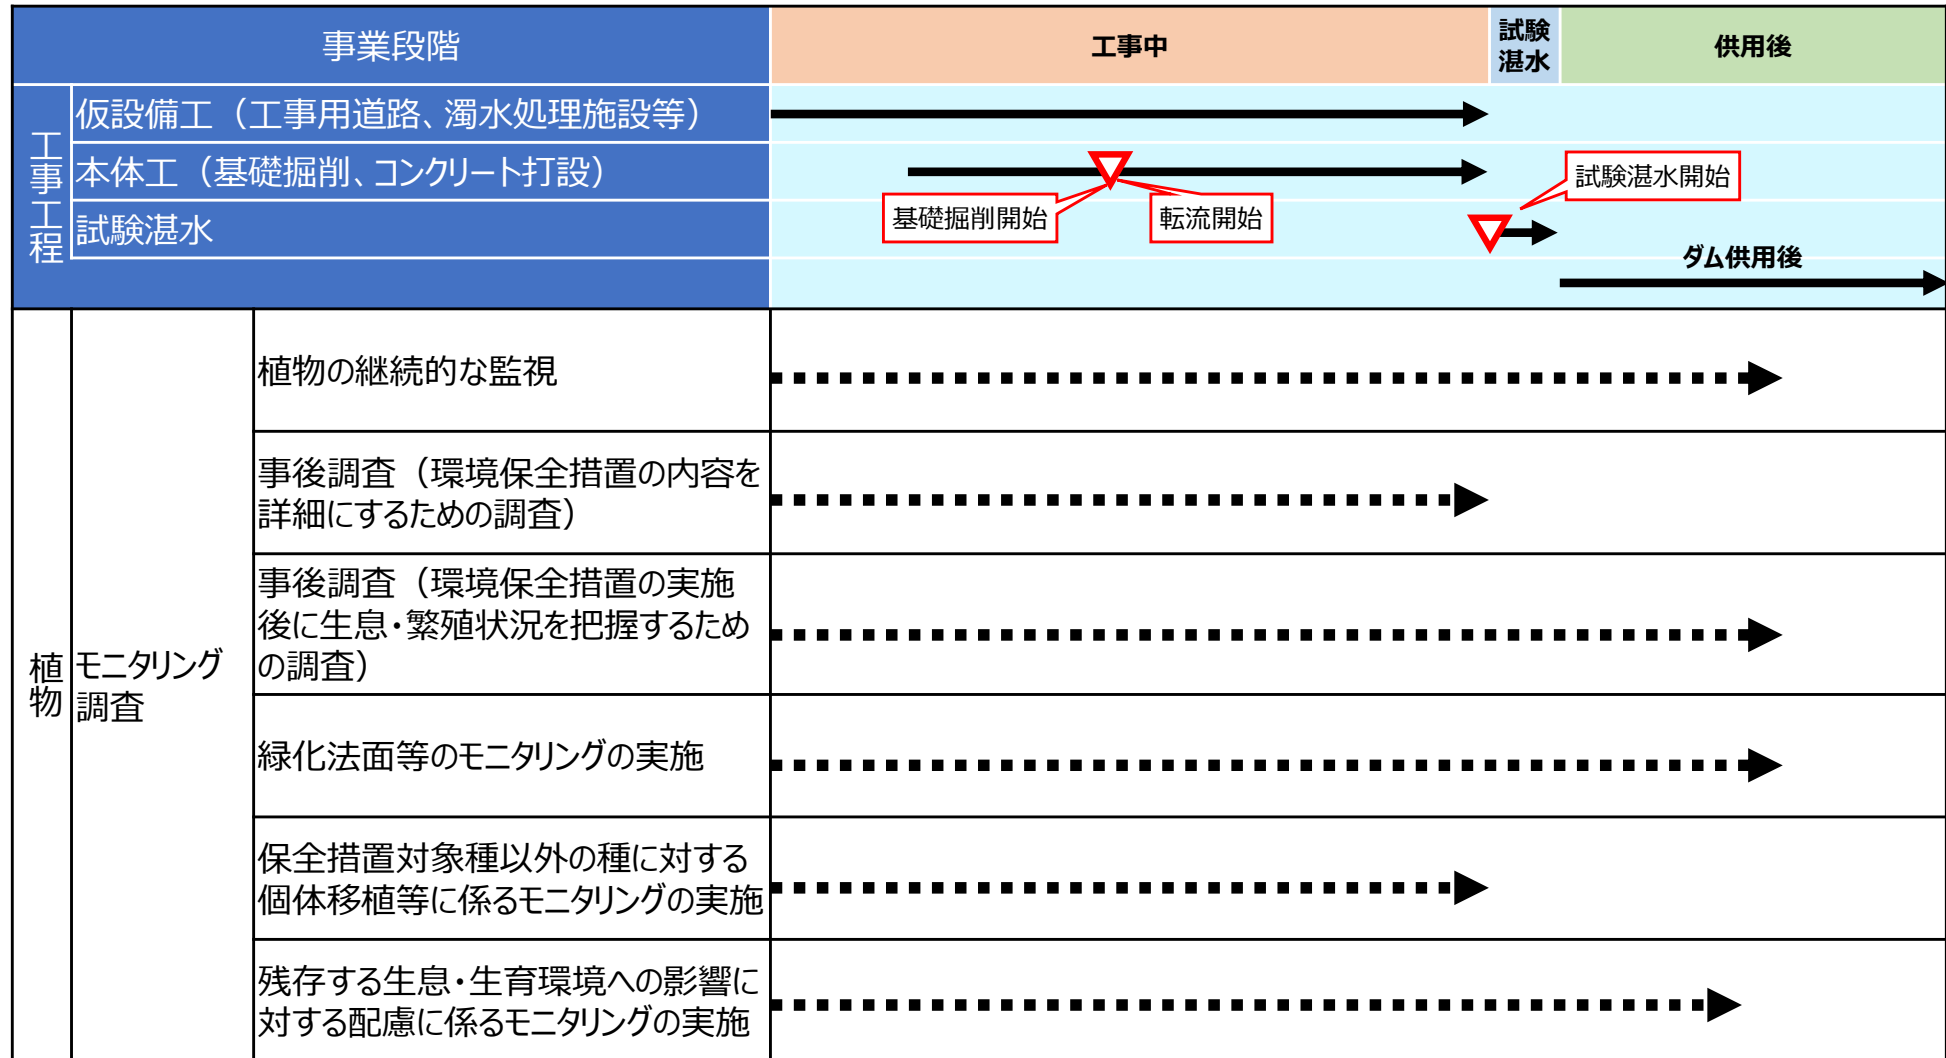 事業段階
工事中
試験
湛水
供用後
工事工程
仮設備工（工事用道路、濁水処理施設等）
本体工（基礎掘削、コンクリート打設）
試験湛水
基礎掘削開始
転流開始
試験湛水開始
ダム供用後
植物
モニタリング
調査
植物の継続的な監視
事後調査（環境保全措置の内容を
詳細にするための調査）
事後調査（環境保全措置の実施
後に生息・繁殖状況を把握するため
の調査）
緑化法面等のモニタリングの実施
保全措置対象種以外の種に対する
個体移植等に係るモニタリングの実施
残存する生息・生育環境への影響に
対する配慮に係るモニタリングの実施